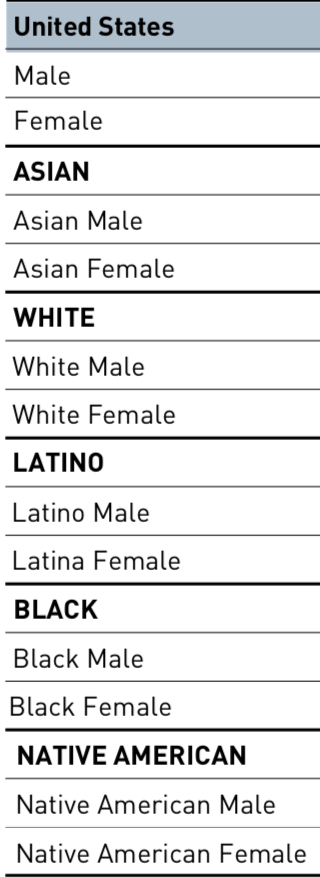 United States
Male
Female
ASIAN
Asian Male
Asian Female
WHITE
White Male
White Female
LATINO
Latino Male
Latina Female
BLACK
Black Male
Black Female
NATIVE AMERICAN
Native American Male
Native American Female